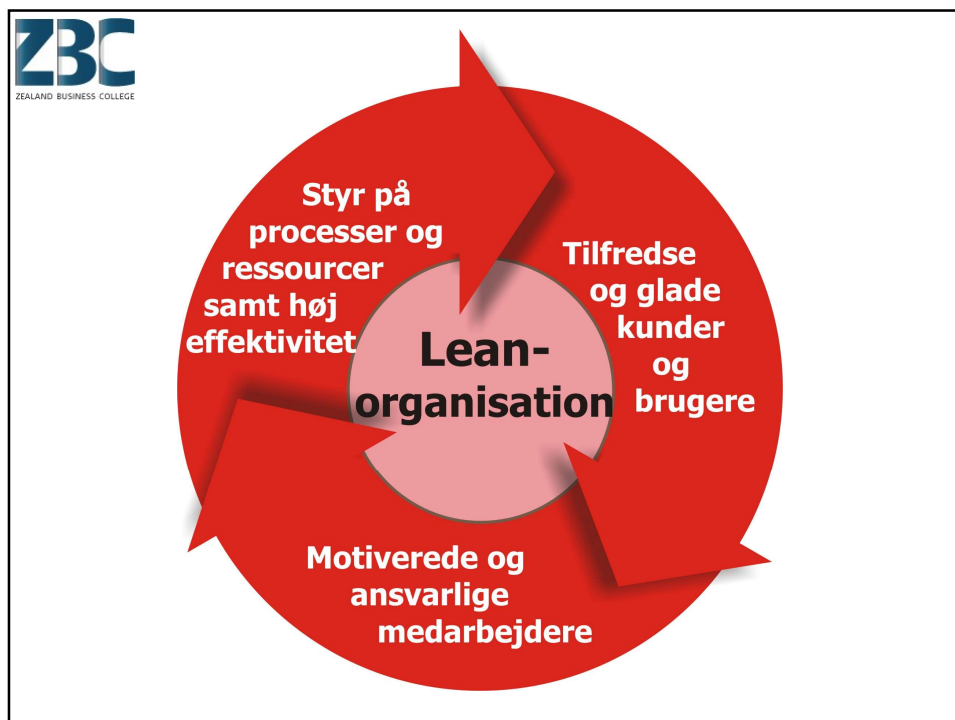 ZBC
ZEALAND BUSINESS COLLEGE
Styr på
processer og
ressourcer
samt høj
effektivitet
Tilfredse
og glade
kunder
og
brugere
Lean-
organisation
Motiverede og
ansvarlige
medarbejdere